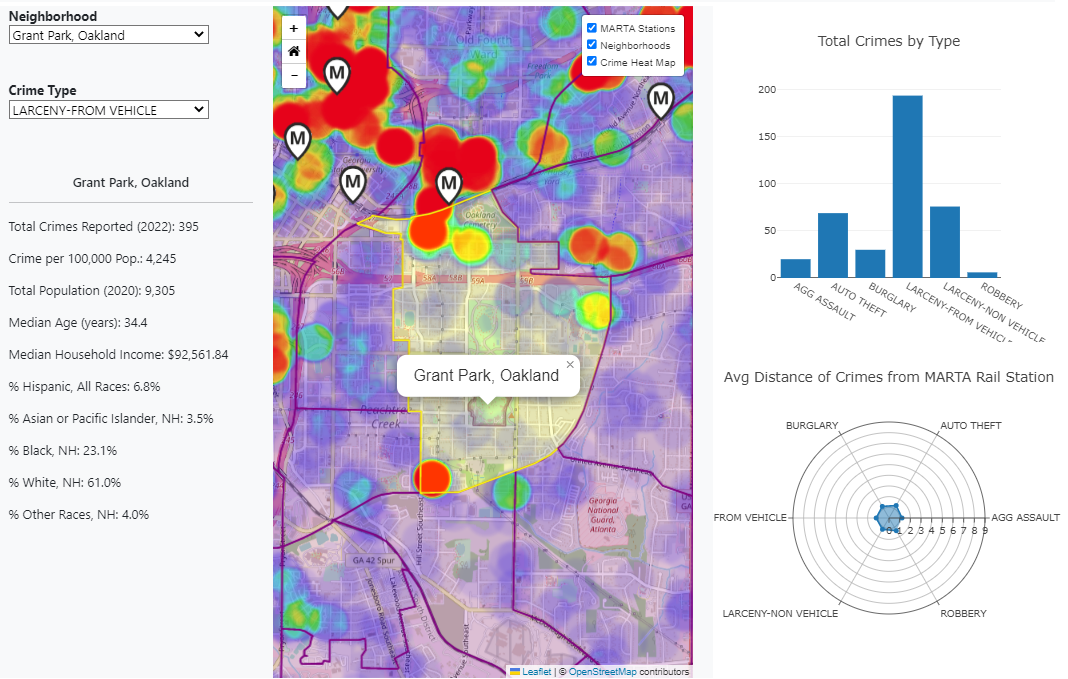 Neighborhood
Grant Park, Oakland
Crime Type
LARCENY-FROM VEHICLE
Grant Park, Oakland
Total Crimes Reported (2022): 395
Crime per 100,000 Pop.: 4,245
Total Population (2020): 9,305
Median Age (years): 34.4
Median Household Income: $92,561.84
% Hispanic, All Races: 6.8%
% Asian or Pacific Islander, NH: 3.5%
% Black, NH: 23.1%
% White, NH: 61.0%
% Other Races, NH: 4.0%
+
−
MARTA Stations
Neighborhoods
Crime Heat Map
Old Fourth
Ward
M
M
M
M
M
Georgia
Oakland
Cemetery
58A
58B
59A
Grant Park, Oakland
×
Peachtree
Creek
Georgia
National
Guard,
Atlanta
Hill Street Southeast
GA 42 Spur
Leaflet | © OpenStreetMap contributors
Total Crimes by Type
200
150
100
50
0
AGG ASSAULT
AUTO THEFT
BURGLARY
LARCENY-FROM VEHICLE
LARCENY-NON VEHICLE
ROBBERY
Avg Distance of Crimes from MARTA Rail Station
BURGLARY
AUTO THEFT
FROM VEHICLE
AGG ASSAULT
0 1 2 3 4 5 6 7 8 9
LARCENY-NON VEHICLE
ROBBERY